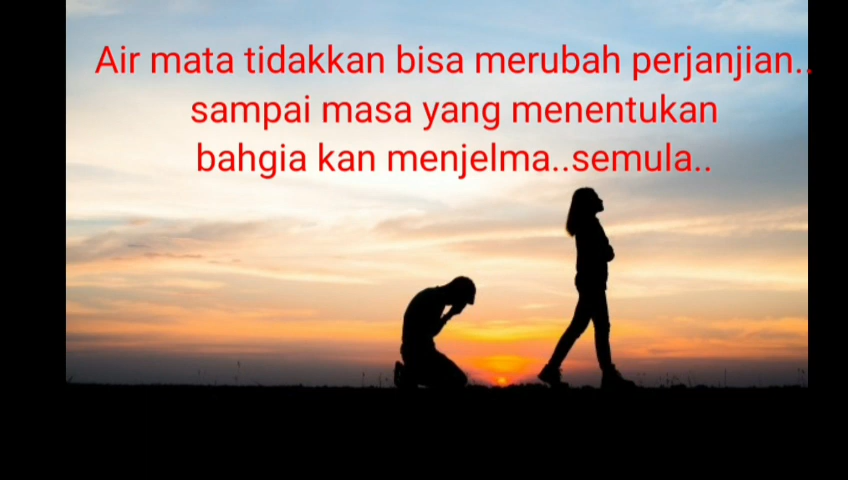 Air mata tidakkan bisa merubah perjanjian..
sampai masa yang menentukan
bahgia kan menjelma..semula..